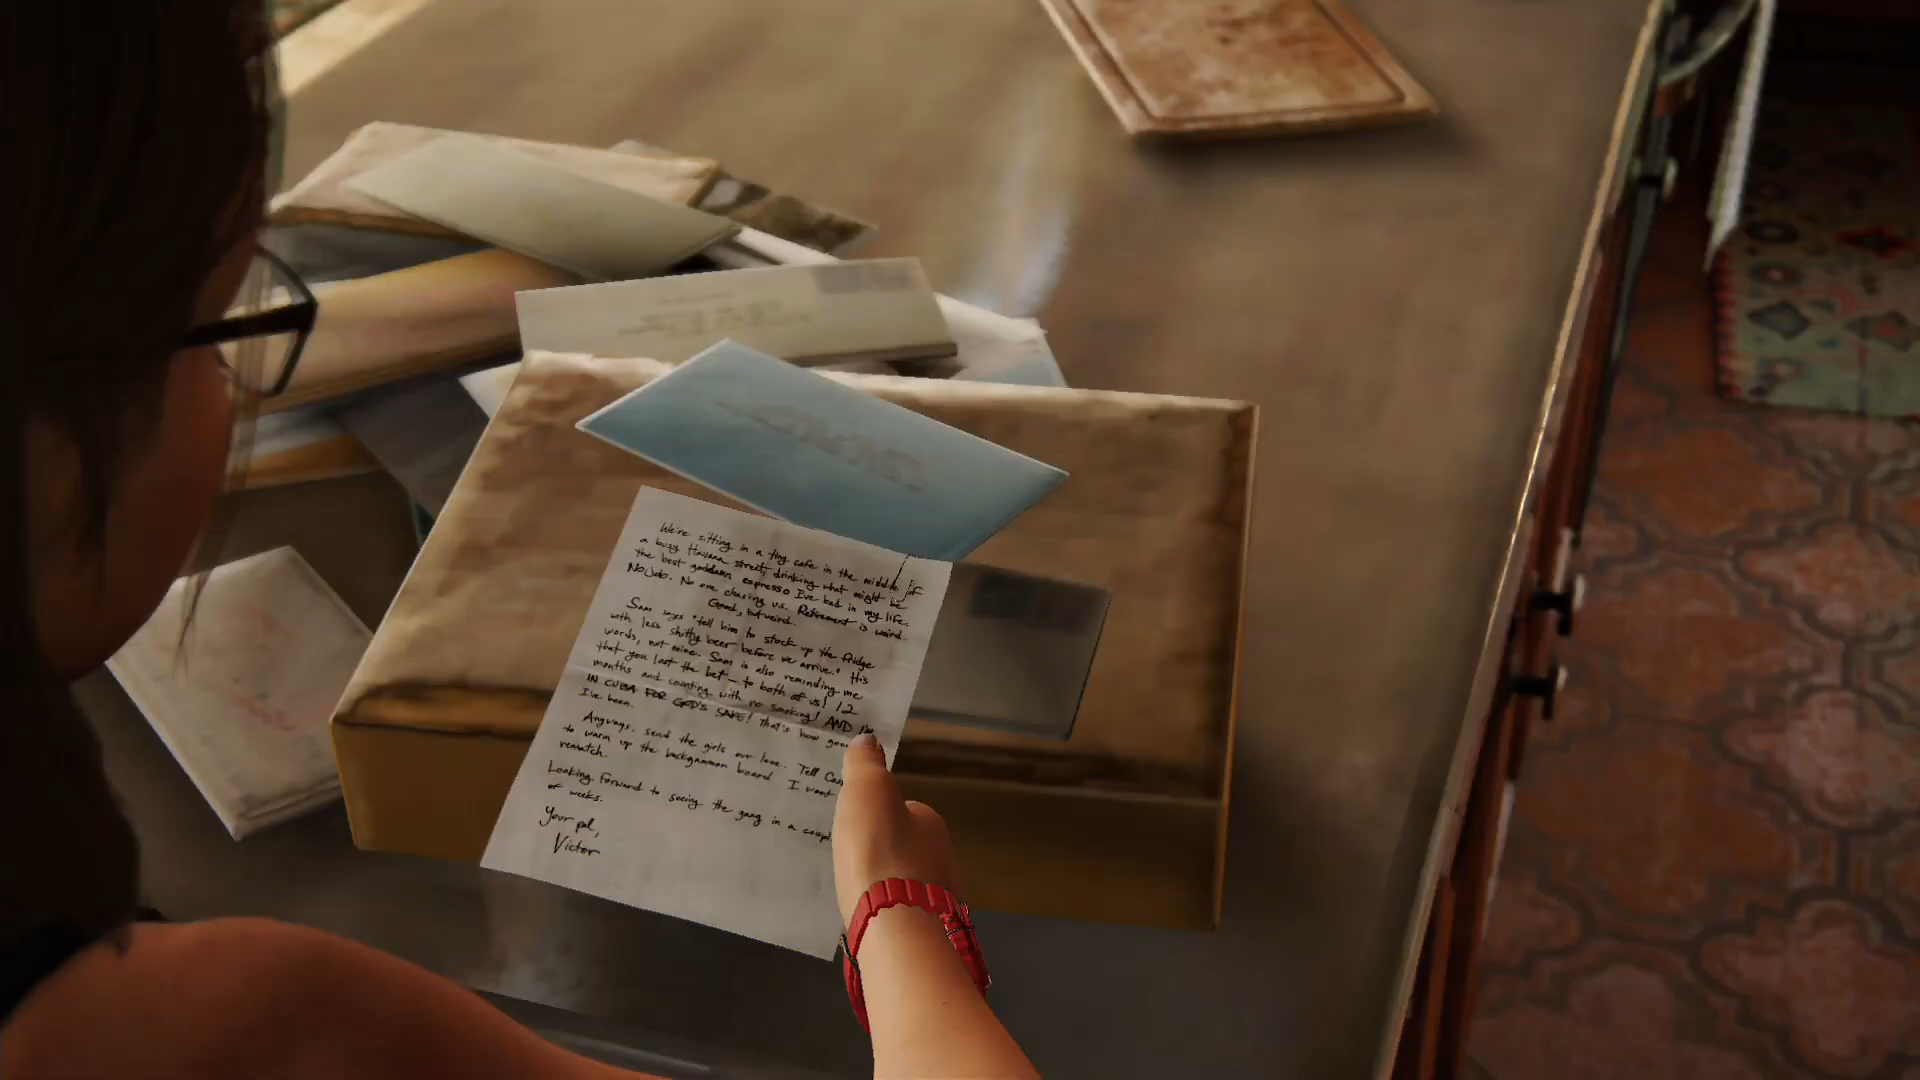 We're sitting in a tiny cafe in the middle of
a busy Havana street, drinking what might be
the best goddamn espresso I've had in my life.
No job. No one chasing us. Retirement is weird.
Good, but weird.
Sam says "tell him to stock up the fridge
with less shitty beer before we arrive." His
words, not mine. Sam is also reminding me
that you lost the bet — to both of us! 12
months and counting with no smoking! AND I'm
IN CUBA FOR GOD'S SAKE! That's how good
I've been.
Anyways, send the girls our love. Tell Cas
to warm up the backgammon board. I want
rematch.
Looking forward to seeing the gang in a coupl
of weeks.
Your pal,
Victor